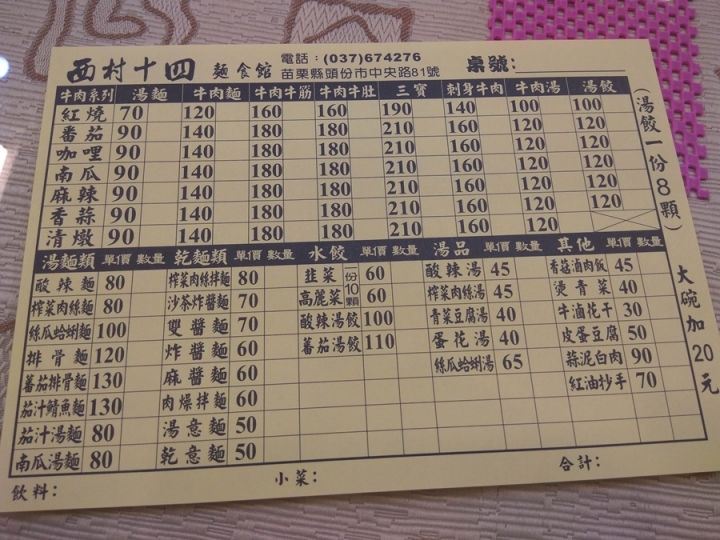 西村十四 麵食館 電話：(037)674276 桌號：
苗栗縣頭份市中央路81號
牛肉系列 湯麵 牛肉麵 牛肉牛筋 牛肉牛肚 三寶 刺身牛肉 牛肉湯 湯餃
紅燒 70 120 160 160 190 140 100 100
番茄 90 140 180 180 210 160 120 120
咖哩 90 140 180 180 210 160 120 120
南瓜 90 140 180 180 210 160 120 120
麻辣 90 140 180 180 210 160 120 120
香蒜 90 140 180 180 210 160 120 120
清燉 90 140 180 180 210 160 120
(湯餃一份8顆)
大碗加20元
湯麵類 單價 數量 乾麵類 單價 數量 水餃 單價 數量 湯品 單價 數量 其他 單價 數量
酸辣麵 80 榨菜肉絲拌麵 80 韭菜 份10顆 60 酸辣湯 45 香菇滷肉飯 45
榨菜肉絲麵 80 沙茶炸醬麵 70 高麗菜 60 榨菜肉絲湯 45 燙青菜 40
絲瓜蛤蜊麵 100 雙醬麵 70 酸辣湯餃 100 青菜豆腐湯 40 牛滷花干 30
排骨麵 120 炸醬麵 60 番茄湯餃 110 蛋花湯 40 皮蛋豆腐 50
蕃茄排骨麵 130 麻醬麵 60 絲瓜蛤蜊湯 65 蒜泥白肉 90
茄汁鯖魚麵 130 肉燥拌麵 60 紅油抄手 70
茄汁湯麵 80 湯意麵 50
南瓜湯麵 80 乾意麵 50
飲料： 小菜： 合計：